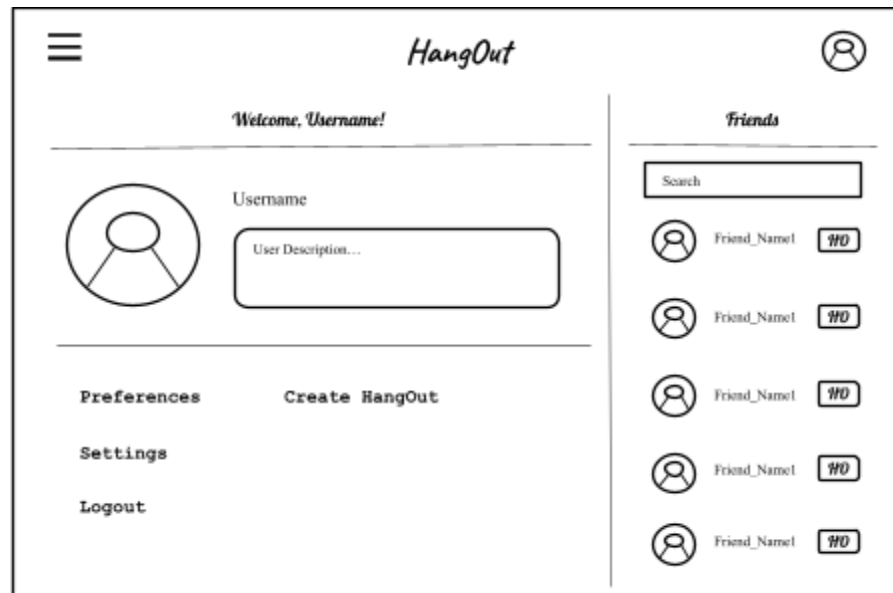 HangOut
Welcome, Username!
Username
User Description...
Preferences
Create HangOut
Settings
Logout
Friends
Search
Friend_Name1
HO
Friend_Name1
HO
Friend_Name1
HO
Friend_Name1
HO
Friend_Name1
HO